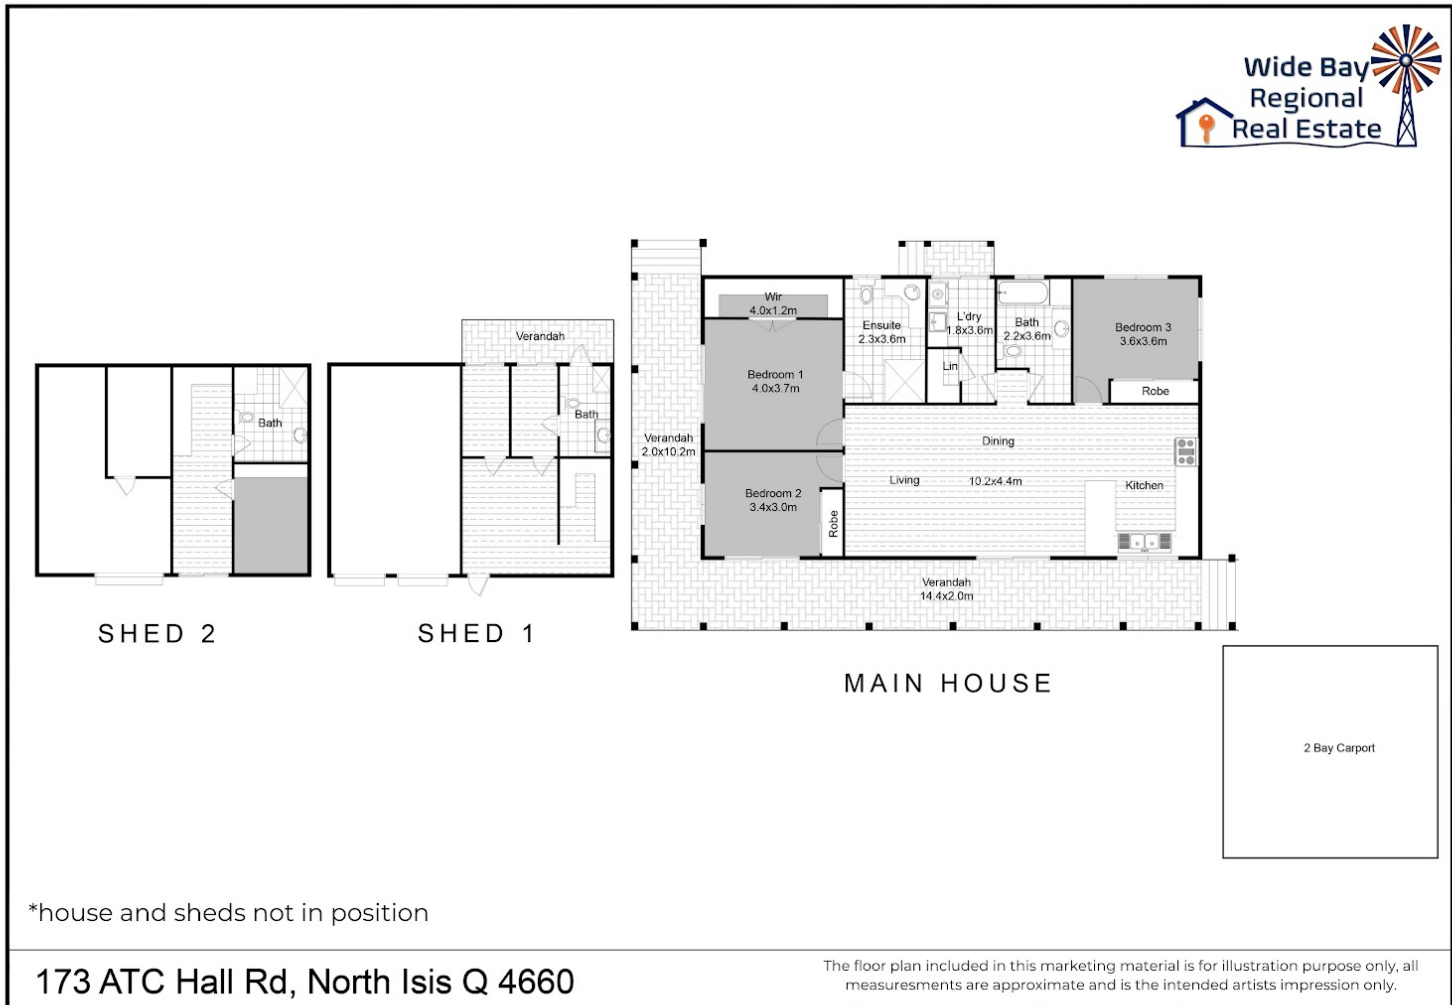 Wide Bay
Regional
Real Estate
Wir
4.0x1.2m
Ensuite
2.3x3.6m
L'dry
1.8x3.6m
Bath
2.2x3.6m
Bedroom 3
3.6x3.6m
Lin
Robe
Bedroom 1
4.0x3.7m
Verandah
2.0x10.2m
Dining
Living
10.2x4.4m
Kitchen
Bedroom 2
3.4x3.0m
Robe
Verandah
14.4x2.0m
Verandah
Bath
Bath
SHED 2
SHED 1
MAIN HOUSE
2 Bay Carport
*house and sheds not in position
173 ATC Hall Rd, North Isis Q 4660
The floor plan included in this marketing material is for illustration purpose only, all
measuresments are approximate and is the intended artists impression only.